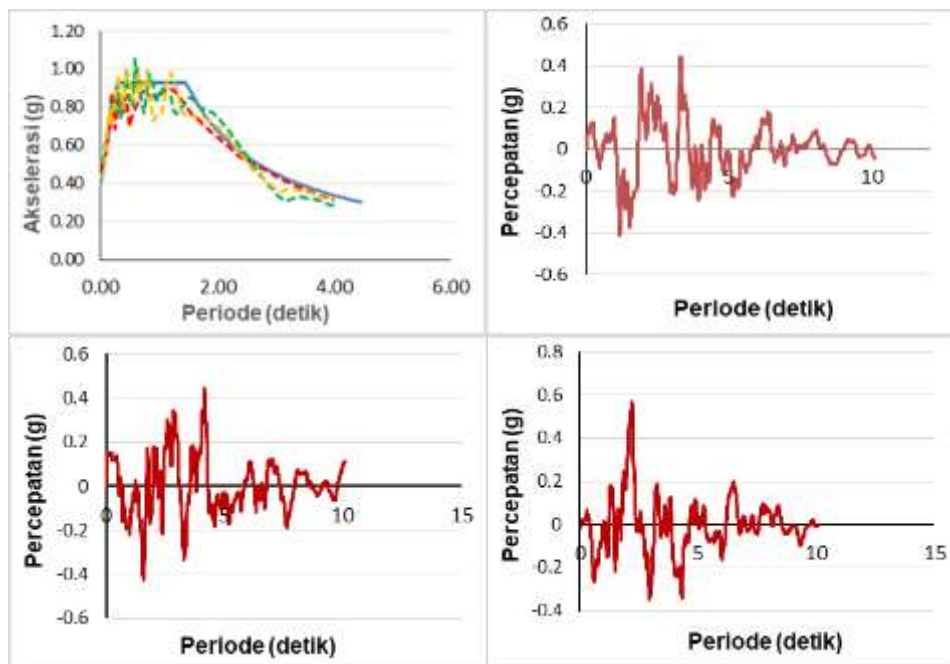 Akselerasi (g)
1.20
1.00
0.80
0.60
0.40
0.20
0.00
0.00 2.00 4.00 6.00
Periode (detik)
Percepatan (g)
0.6
0.4
0.2
0
-0.2
-0.4
-0.6
0 5 10
Periode (detik)
Percepatan (g)
0.6
0.4
0.2
0
-0.2
-0.4
-0.6
0 5 10 15
Periode (detik)
Percepatan (g)
0.8
0.6
0.4
0.2
0
-0.2
-0.4
0 5 10 15
Periode (detik)